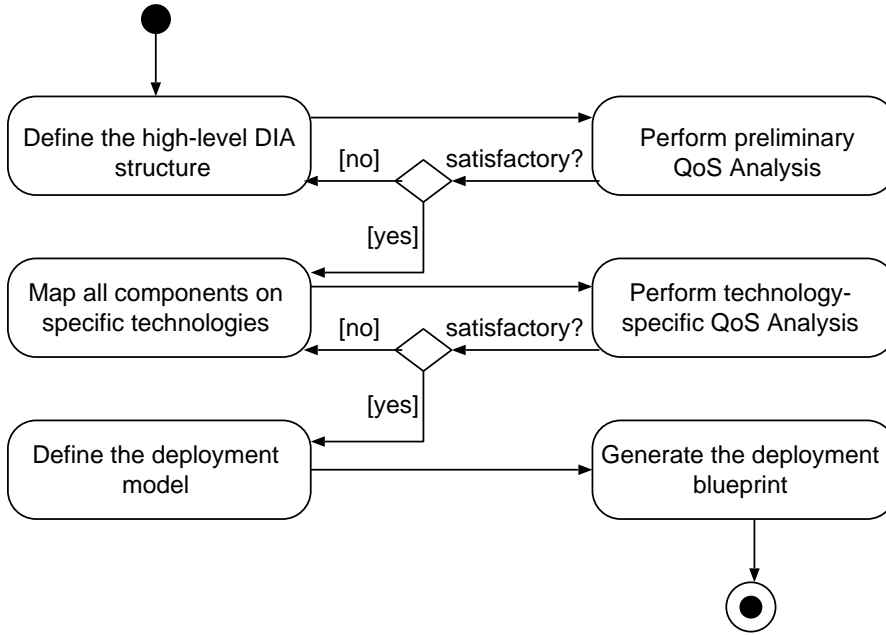 Define the high-level DIA
structure
Perform preliminary
QoS Analysis
[no]
satisfactory?
[yes]
Map all components on
specific technologies
Perform technology-
specific QoS Analysis
[no]
satisfactory?
[yes]
Define the deployment
model
Generate the deployment
blueprint